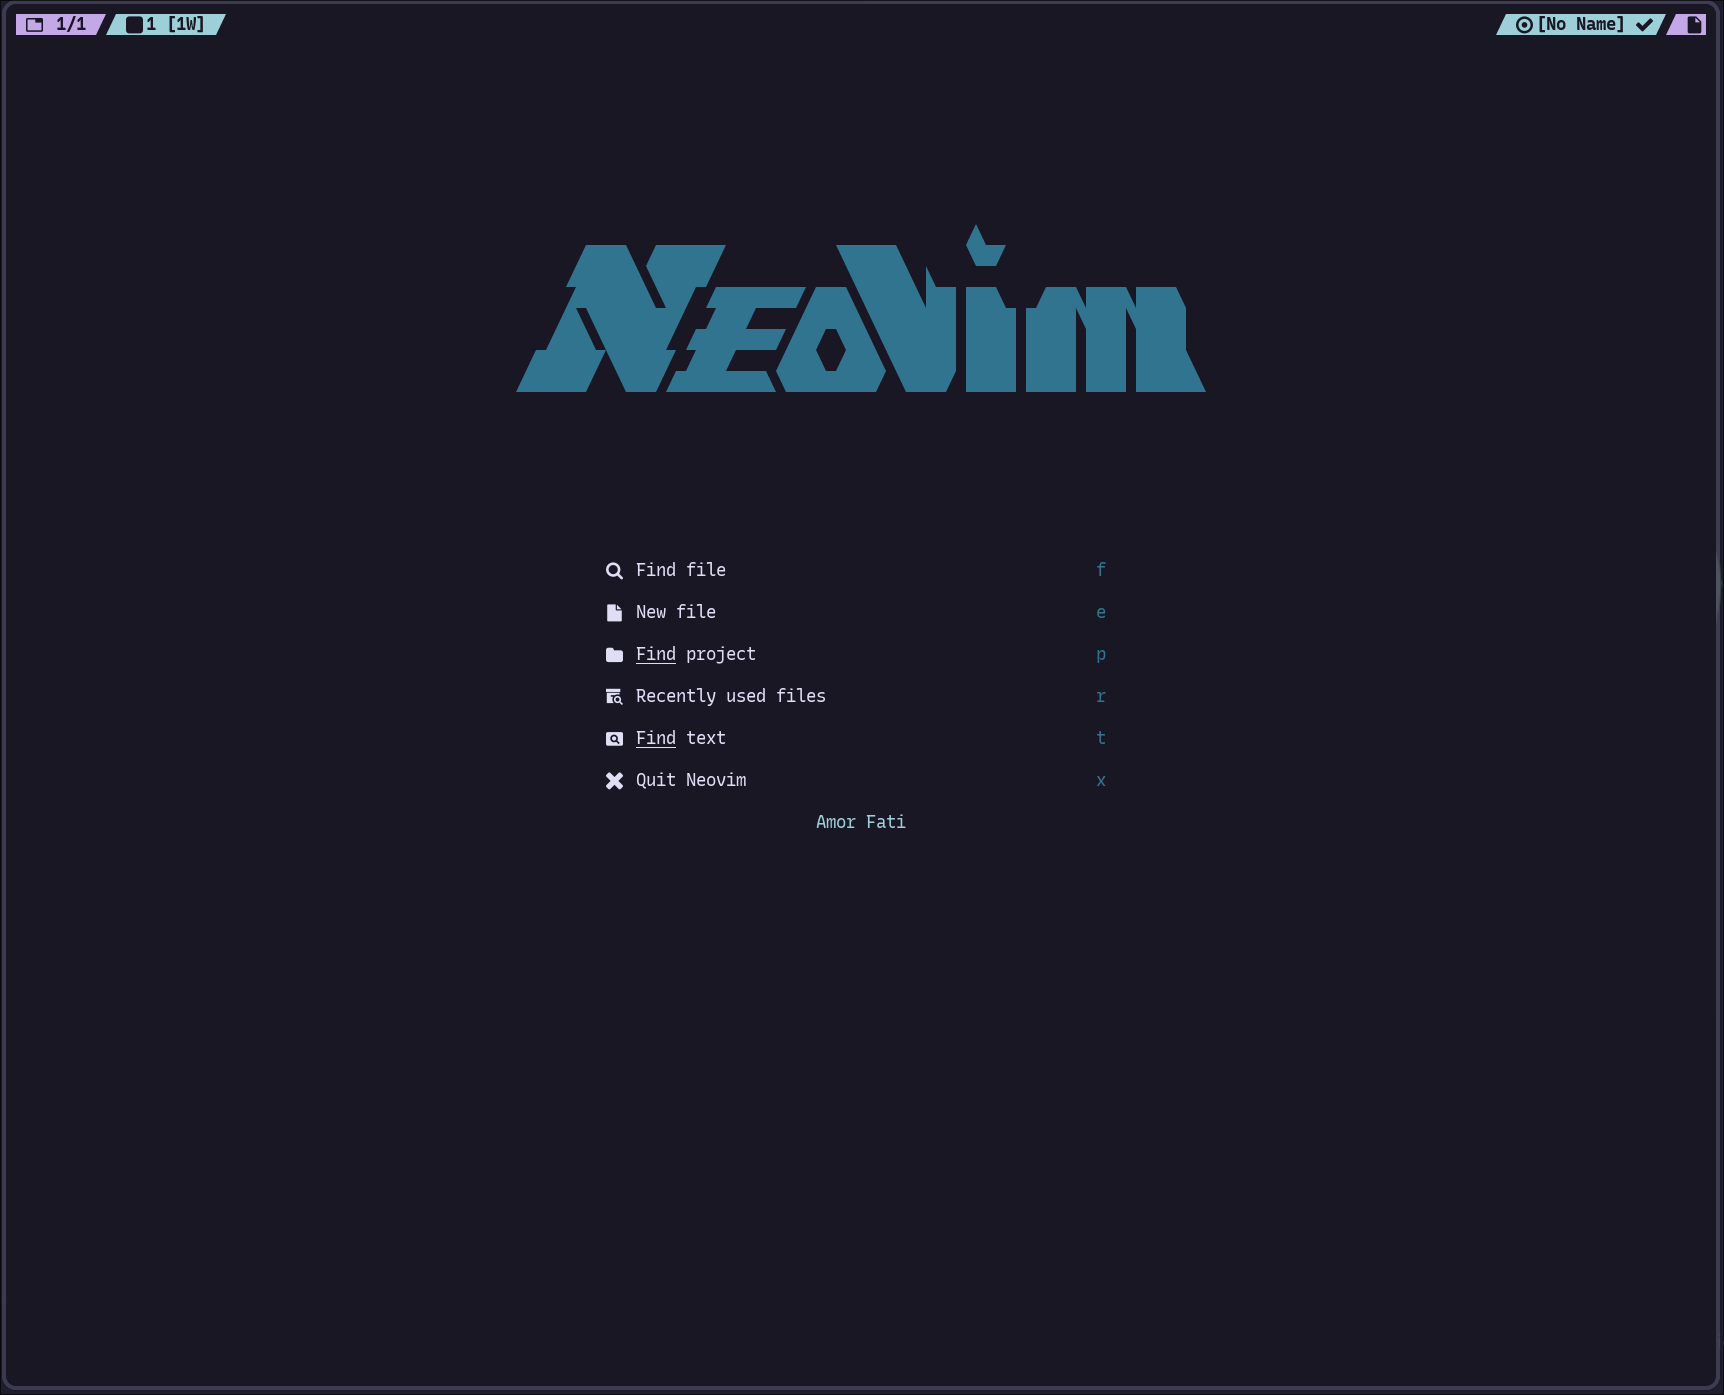 1/1 1 [1W] [No Name]
Neovim
Find file f
New file e
Find project p
Recently used files r
Find text t
Quit Neovim x
Amor Fati